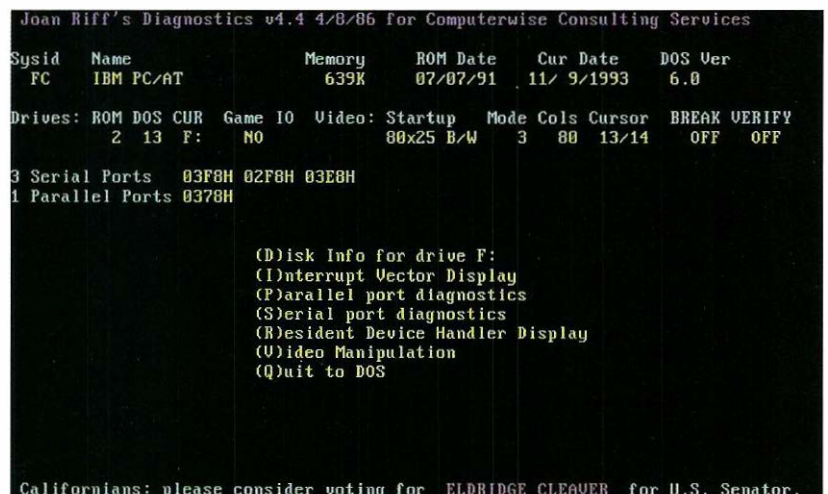 Joan Riff's Diagnostics v4.4 4/8/86 for Computerwise Consulting Services
Sysid Name Memory ROM Date Cur Date DOS Ver
FC IBM PC/AT 639K 07/07/91 11/ 9/1993 6.0
Drives: ROM DOS CUR Game IO Video: Startup Mode Cols Cursor BREAK VERIFY
2 13 F: NO 80x25 B/W 3 80 13/14 OFF OFF
3 Serial Ports 03F8H 02F8H 03E8H
1 Parallel Ports 0378H
(D)isk Info for drive F:
(I)nterrupt Vector Display
(P)arallel port diagnostics
(S)erial port diagnostics
(R)esident Device Handler Display
(V)ideo Manipulation
(Q)uit to DOS
Californians: please consider voting for ELDRIDGE CLEAVER for U.S. Senator.